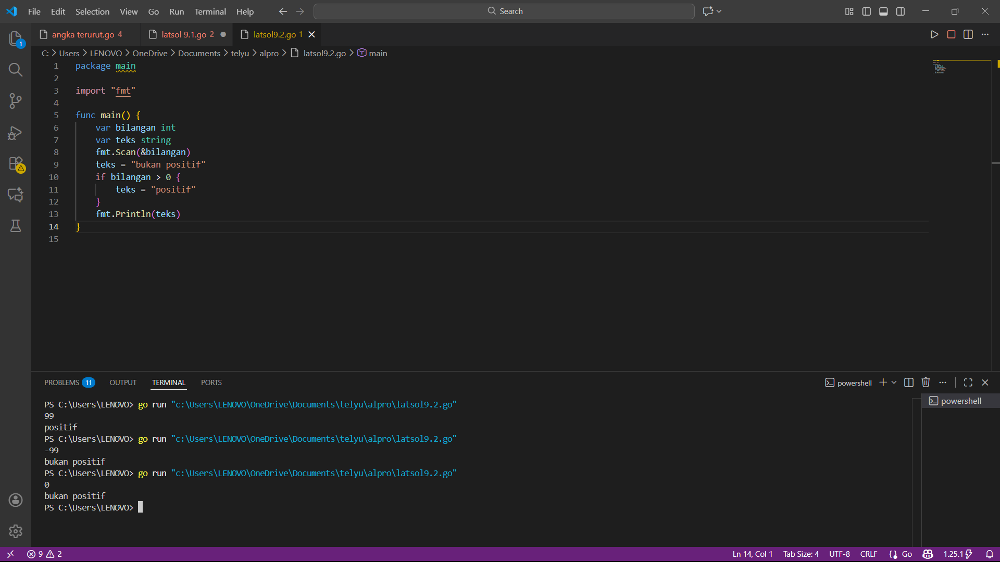 File Edit Selection View Go Run Terminal Help Search
angka terurut.go 4 latsol 9.1.go 2 latsol9.2.go 1
C: > Users > LENOVO > OneDrive > Documents > telyu > alpro > latsol9.2.go > main
1 package main
2
3 import "fmt"
4
5 func main() {
6 var bilangan int
7 var teks string
8 fmt.Scan(&bilangan)
9 teks = "bukan positif"
10 if bilangan > 0 {
11 teks = "positif"
12 }
13 fmt.Println(teks)
14 }
15
PROBLEMS 11 OUTPUT TERMINAL PORTS powershell
powershell
PS C:\Users\LENOVO> go run "c:\Users\LENOVO\OneDrive\Documents\telyu\alpro\latsol9.2.go"
99
positif
PS C:\Users\LENOVO> go run "c:\Users\LENOVO\OneDrive\Documents\telyu\alpro\latsol9.2.go"
-99
bukan positif
PS C:\Users\LENOVO> go run "c:\Users\LENOVO\OneDrive\Documents\telyu\alpro\latsol9.2.go"
0
bukan positif
PS C:\Users\LENOVO>
1
9 2 Ln 14, Col 1 Tab Size: 4 UTF-8 CRLF {} Go 1.25.1